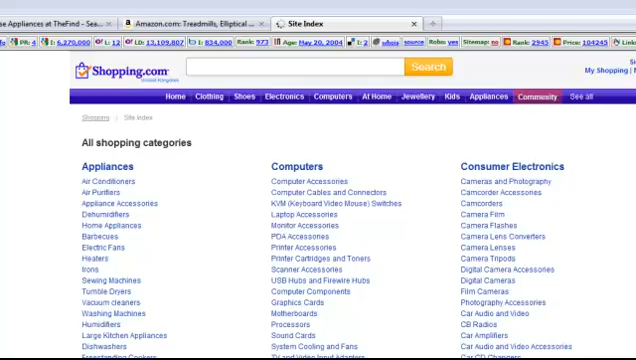 se Appliances at TheFind - Sea...
Amazon.com: Treadmills, Elliptical ...
Site Index
PR: 4
I: 6,270,000
L: 12
LD: 13,109,807
I: 834,000
Rank: 973
Age: May 20, 2004
I: 2
whois
source
Robo: yes
Sitemap: no
Rank: 2945
Price: 104245
Links
Shopping.com
United Kingdom
Search
My Shopping
Home Clothing Shoes Electronics Computers At Home Jewellery Kids Appliances Community See all
Shopping | Site Index
All shopping categories
Appliances
Air Conditioners
Air Purifiers
Appliance Accessories
Dehumidifiers
Home Appliances
Barbecues
Electric Fans
Heaters
Irons
Sewing Machines
Tumble Dryers
Vacuum cleaners
Washing Machines
Humidifiers
Large Kitchen Appliances
Dishwashers
Freestanding Cookers
Computers
Computer Accessories
Computer Cables and Connectors
KVM (Keyboard Video Mouse) Switches
Laptop Accessories
Monitor Accessories
PDA Accessories
Printer Accessories
Printer Cartridges and Toners
Scanner Accessories
USB Hubs and Firewire Hubs
Computer Components
Graphics Cards
Motherboards
Processors
Sound Cards
System Cooling and Fans
TV and Video Input Adapters
Consumer Electronics
Cameras and Photography
Camcorder Accessories
Camcorders
Camera Film
Camera Flashes
Camera Lens Converters
Camera Lenses
Camera Tripods
Digital Camera Accessories
Digital Cameras
Film Cameras
Photography Accessories
Car Audio and Video
CB Radios
Car Amplifiers
Car Audio and Video Accessories
Car CD Changers